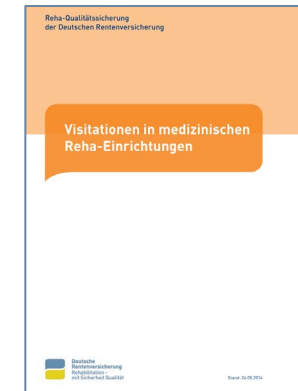 Reha-Qualitätssicherung
der Deutschen Rentenversicherung
Visitationen in medizinischen
Reha-Einrichtungen
Deutsche
Rentenversicherung
Rehabilitation –
mit Sicherheit Qualität
Stand: 26.05.2014